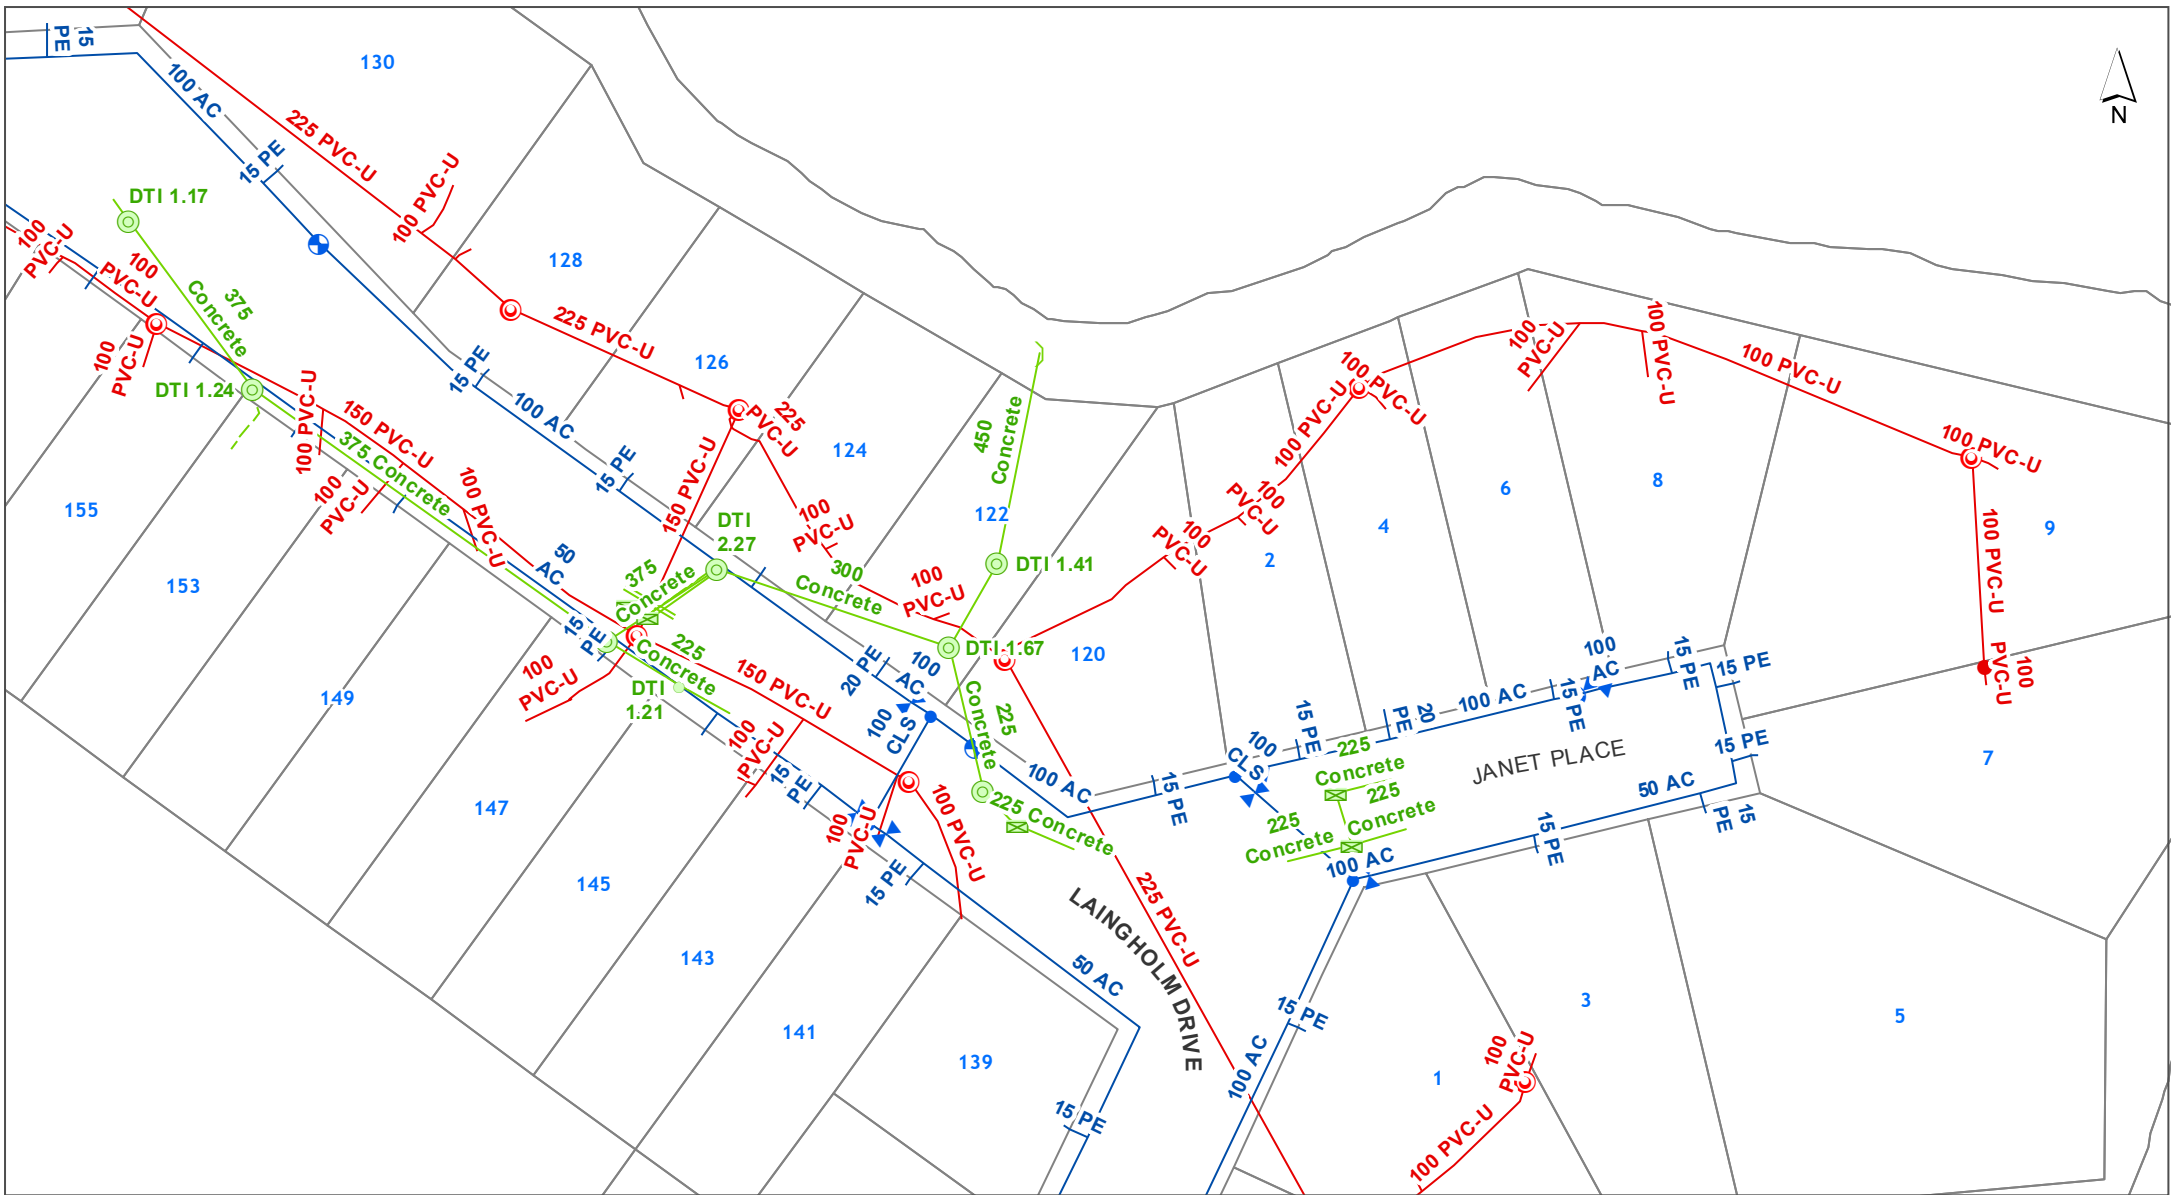 15
PE
130
100 AC
N
225 PVC-U
15 PE
100 PVC-U
DTI 1.17
100
PVC-U
100
PVC-U
128
375
Concrete
225 PVC-U
126
15 PE
100
PVC-U
DTI 1.24
100 PVC-U
150 PVC-U
100 AC
225
PVC-U
124
450
Concrete
100 PVC-U
100 PVC-U
100
PVC-U
100 PVC-U
100 PVC-U
100 PVC-U
375 Concrete
100
PVC-U
100 PVC-U
15 PE
150 PVC-U
DTI
2.27
100
PVC-U
122
100
PVC-U
100
PVC-U
2
4
6
8
9
100 PVC-U
155
153
50
AC
375
Concrete
300
Concrete
DTI 1.41
100
PVC-U
15
PE
225
Concrete
DTI
1.21
100
PVC-U
150 PVC-U
DTI 1.67
120
20
PE
100
AC
100
CLS
225
Concrete
149
147
145
143
141
139
100
PVC-U
15
PE
100
PVC-U
100 PVC-U
15 PE
100 AC
225 Concrete
15 PE
100
CLS
15 PE
20
PE
100 AC
15 PE
100
AC
15 PE
15 PE
15 PE
100
PVC-U
7
225
Concrete
225
Concrete
225
Concrete
JANET PLACE
50 AC
15
PE
15 PE
100 AC
225 PVC-U
LAINGHOLM DRIVE
50 AC
15 PE
15 PE
100 AC
1
3
5
100
PVC-U
100 PVC-U